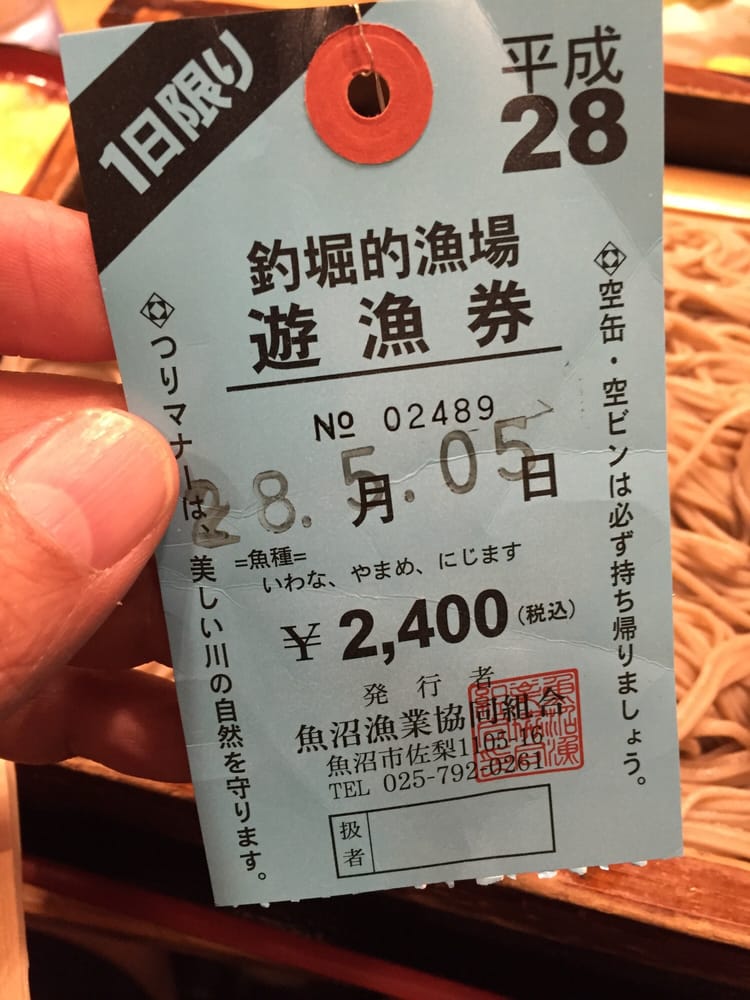 1日限り
平成
28
釣堀的漁場
遊漁券
№ 02489
28.5.05
月 日
=魚種=
いわな、やまめ、にじます
¥2,400(税込)
発行者
魚沼漁業協同組合
魚沼市佐梨1105-16
TEL 025-792-0261
扱者
空缶・空ビンは必ず持ち帰りましょう。
つりマナーは、美しい川の自然を守ります。